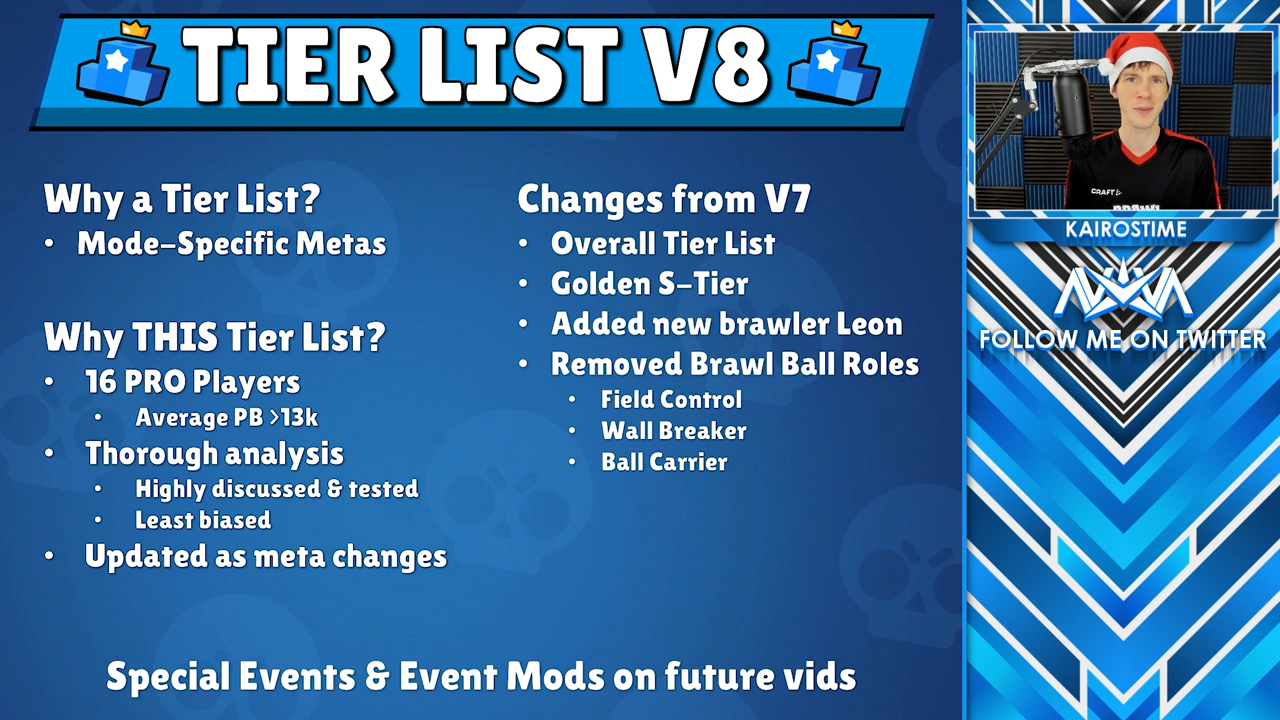 TIER LIST V8
Why a Tier List?
• Mode-Specific Metas
Why THIS Tier List?
• 16 PRO Players
• Average PB >13k
• Thorough analysis
• Highly discussed & tested
• Least biased
• Updated as meta changes
Changes from V7
• Overall Tier List
• Golden S-Tier
• Added new brawler Leon
• Removed Brawl Ball Roles
• Field Control
• Wall Breaker
• Ball Carrier
Special Events & Event Mods on future vids
CRAFT
KAIROSTIME
FOLLOW ME ON TWITTER